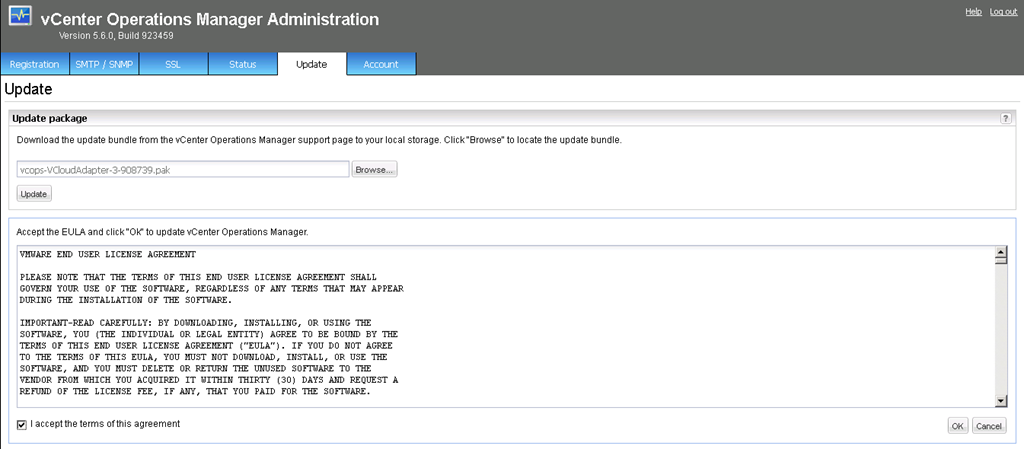 vCenter Operations Manager Administration
Help Log out
Version 5.6.0, Build 923459
Registration SMTP / SNMP SSL Status Update Account
Update
Update package
?
Download the update bundle from the vCenter Operations Manager support page to your local storage. Click "Browse" to locate the update bundle.
vcops-VCloudAdapter-3-908739.pak Browse...
Update
Accept the EULA and click "Ok" to update vCenter Operations Manager.
VMWARE END USER LICENSE AGREEMENT
PLEASE NOTE THAT THE TERMS OF THIS END USER LICENSE AGREEMENT SHALL
GOVERN YOUR USE OF THE SOFTWARE, REGARDLESS OF ANY TERMS THAT MAY APPEAR
DURING THE INSTALLATION OF THE SOFTWARE.
IMPORTANT-READ CAREFULLY: BY DOWNLOADING, INSTALLING, OR USING THE
SOFTWARE, YOU (THE INDIVIDUAL OR LEGAL ENTITY) AGREE TO BE BOUND BY THE
TERMS OF THIS END USER LICENSE AGREEMENT ("EULA"). IF YOU DO NOT AGREE
TO THE TERMS OF THIS EULA, YOU MUST NOT DOWNLOAD, INSTALL, OR USE THE
SOFTWARE, AND YOU MUST DELETE OR RETURN THE UNUSED SOFTWARE TO THE
VENDOR FROM WHICH YOU ACQUIRED IT WITHIN THIRTY (30) DAYS AND REQUEST A
REFUND OF THE LICENSE FEE, IF ANY, THAT YOU PAID FOR THE SOFTWARE.
I accept the terms of this agreement
OK Cancel